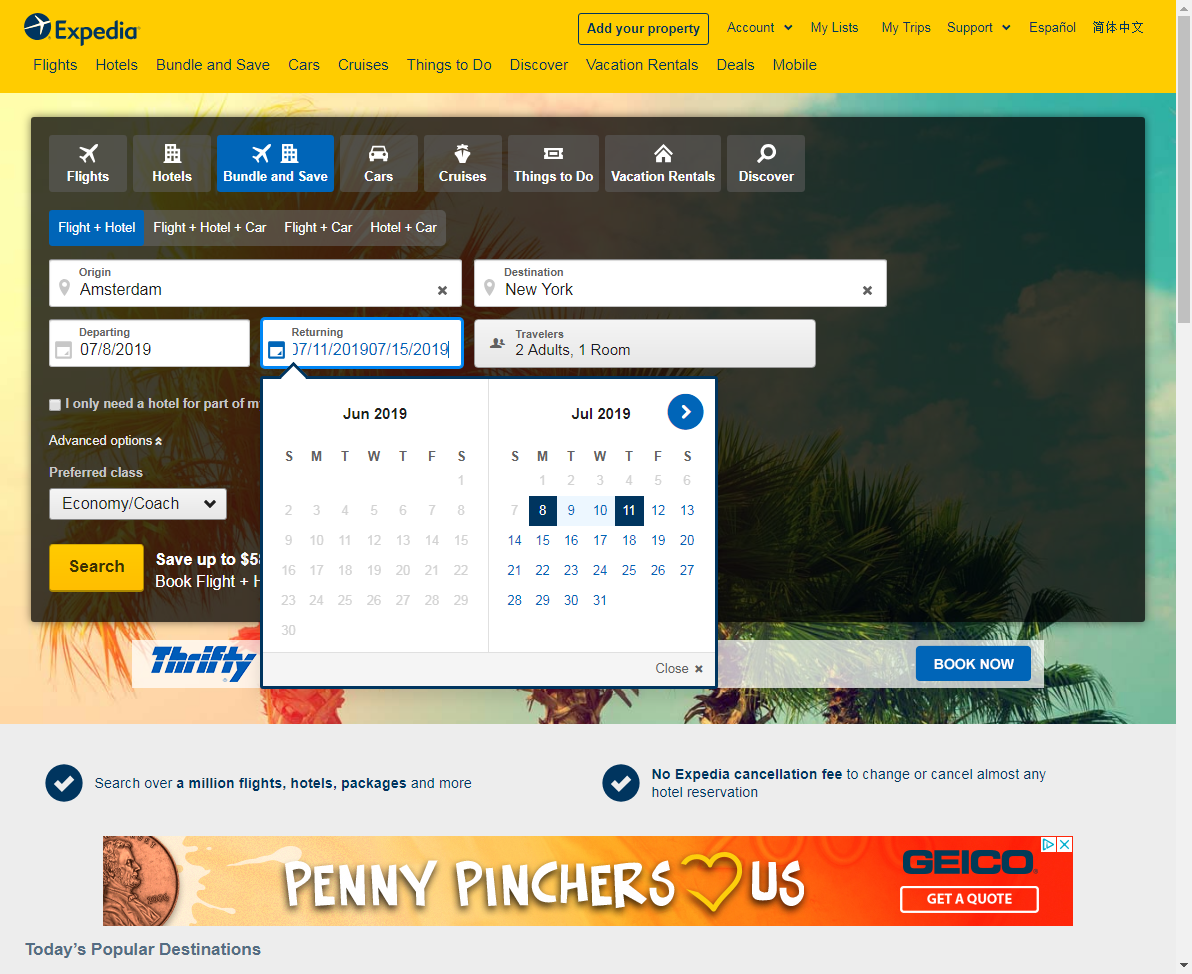 Expedia
Add your property
Account
My Lists
My Trips
Support
Español
简体中文
Flights
Hotels
Bundle and Save
Cars
Cruises
Things to Do
Discover
Vacation Rentals
Deals
Mobile
Flights
Hotels
Bundle and Save
Cars
Cruises
Things to Do
Vacation Rentals
Discover
Flight + Hotel
Flight + Hotel + Car
Flight + Car
Hotel + Car
Origin
Amsterdam
Destination
New York
Departing
07/8/2019
Returning
07/11/201907/15/2019
Travelers
2 Adults, 1 Room
I only need a hotel for part of m
Advanced options
Preferred class
Economy/Coach
Search
Save up to $5
Book Flight + H
Jun 2019
S M T W T F S
1
2 3 4 5 6 7 8
9 10 11 12 13 14 15
16 17 18 19 20 21 22
23 24 25 26 27 28 29
30
Jul 2019
S M T W T F S
1 2 3 4 5 6
7 8 9 10 11 12 13
14 15 16 17 18 19 20
21 22 23 24 25 26 27
28 29 30 31
Close
Thrifty
BOOK NOW
Search over a million flights, hotels, packages and more
No Expedia cancellation fee to change or cancel almost any
hotel reservation
PENNY PINCHERS US
GEICO
GET A QUOTE
Today's Popular Destinations